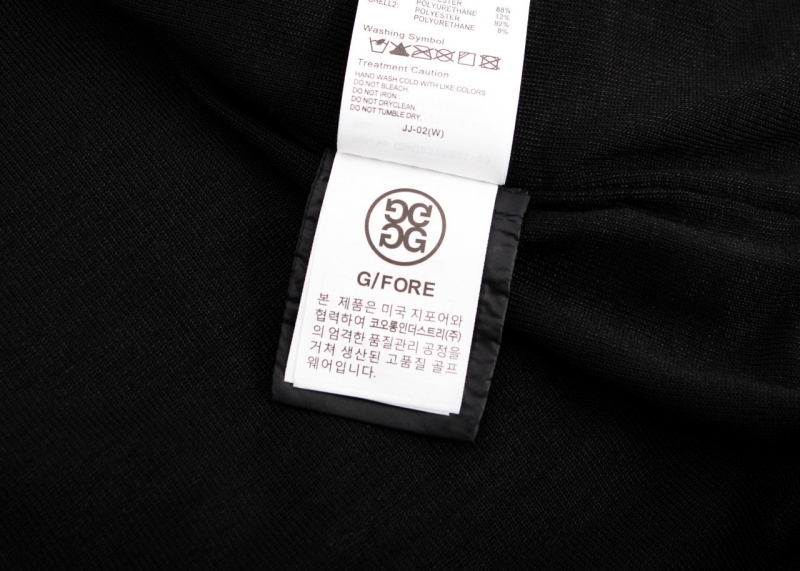 SHELL2:
POLYURETHANE 12%
POLYESTER 92%
POLYURETHANE 8%
88%
Washing Symbol
Treatment Caution
HAND WASH COLD WITH LIKE COLORS
DO NOT BLEACH.
DO NOT IRON
DO NOT DRYCLEAN.
DO NOT TUMBLE DRY.
JJ-02(W)
G/FORE
본 제품은 미국 지포어와
협력하여 코오롱인더스트리(주)
의 엄격한 품질관리 공정을
거쳐 생산된 고품질 골프
웨어입니다.